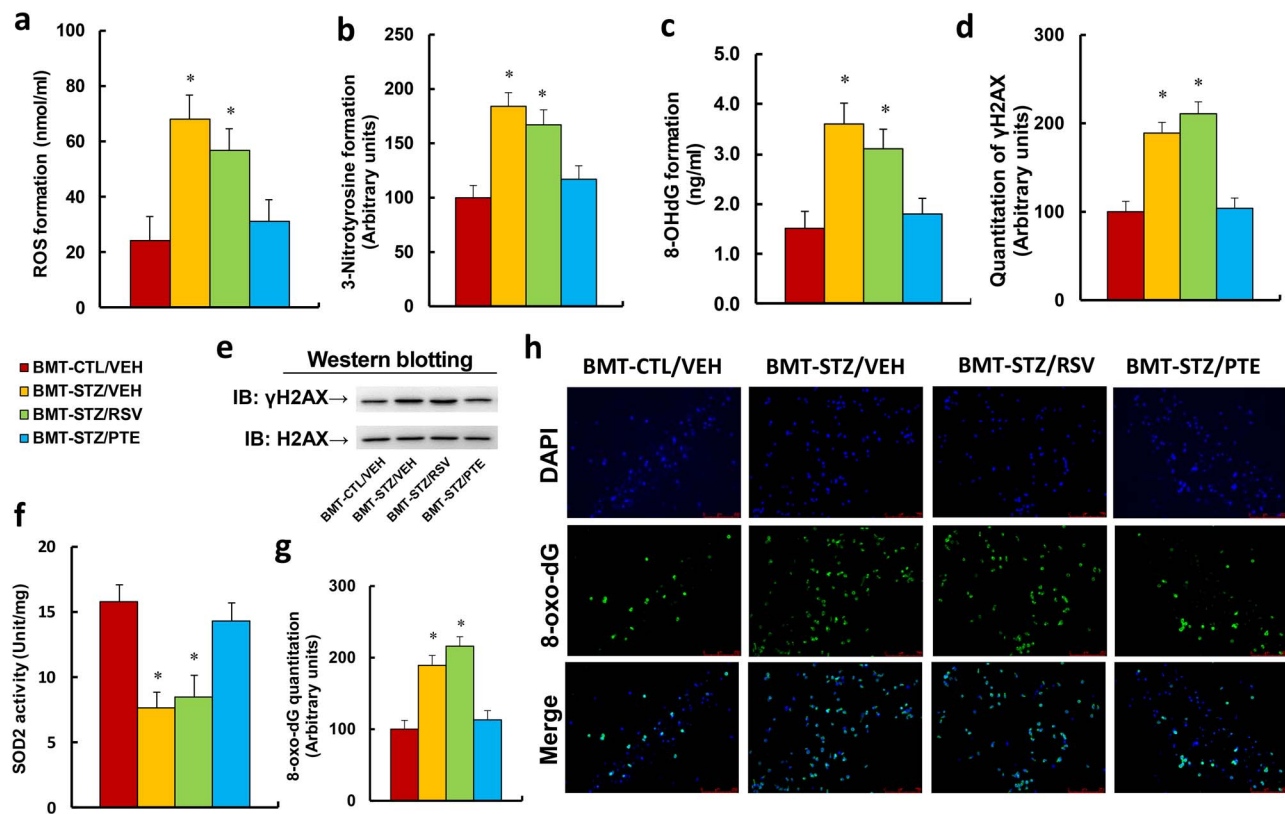 a
ROS formation (nmol/ml)
100
80
60
40
20
0
*
*
b
3-Nitrotyrosine formation
(Arbitrary units)
250
200
150
100
50
0
*
*
c
8-OHdG formation
(ng/ml)
5.0
4.0
3.0
2.0
1.0
0.0
*
*
d
Quantitation of γH2AX
(Arbitrary units)
300
200
100
0
*
*
BMT-CTL/VEH
BMT-STZ/VEH
BMT-STZ/RSV
BMT-STZ/PTE
e
Western blotting
IB: γH2AX→
IB: H2AX→
BMT-CTL/VEH
BMT-STZ/VEH
BMT-STZ/RSV
BMT-STZ/PTE
f
SOD2 activity (Unit/mg)
20
15
10
5
0
*
*
g
8-oxo-dG quantitation
(Arbitrary units)
300
200
100
0
*
*
h
BMT-CTL/VEH
BMT-STZ/VEH
BMT-STZ/RSV
BMT-STZ/PTE
DAPI
8-oxo-dG
Merge